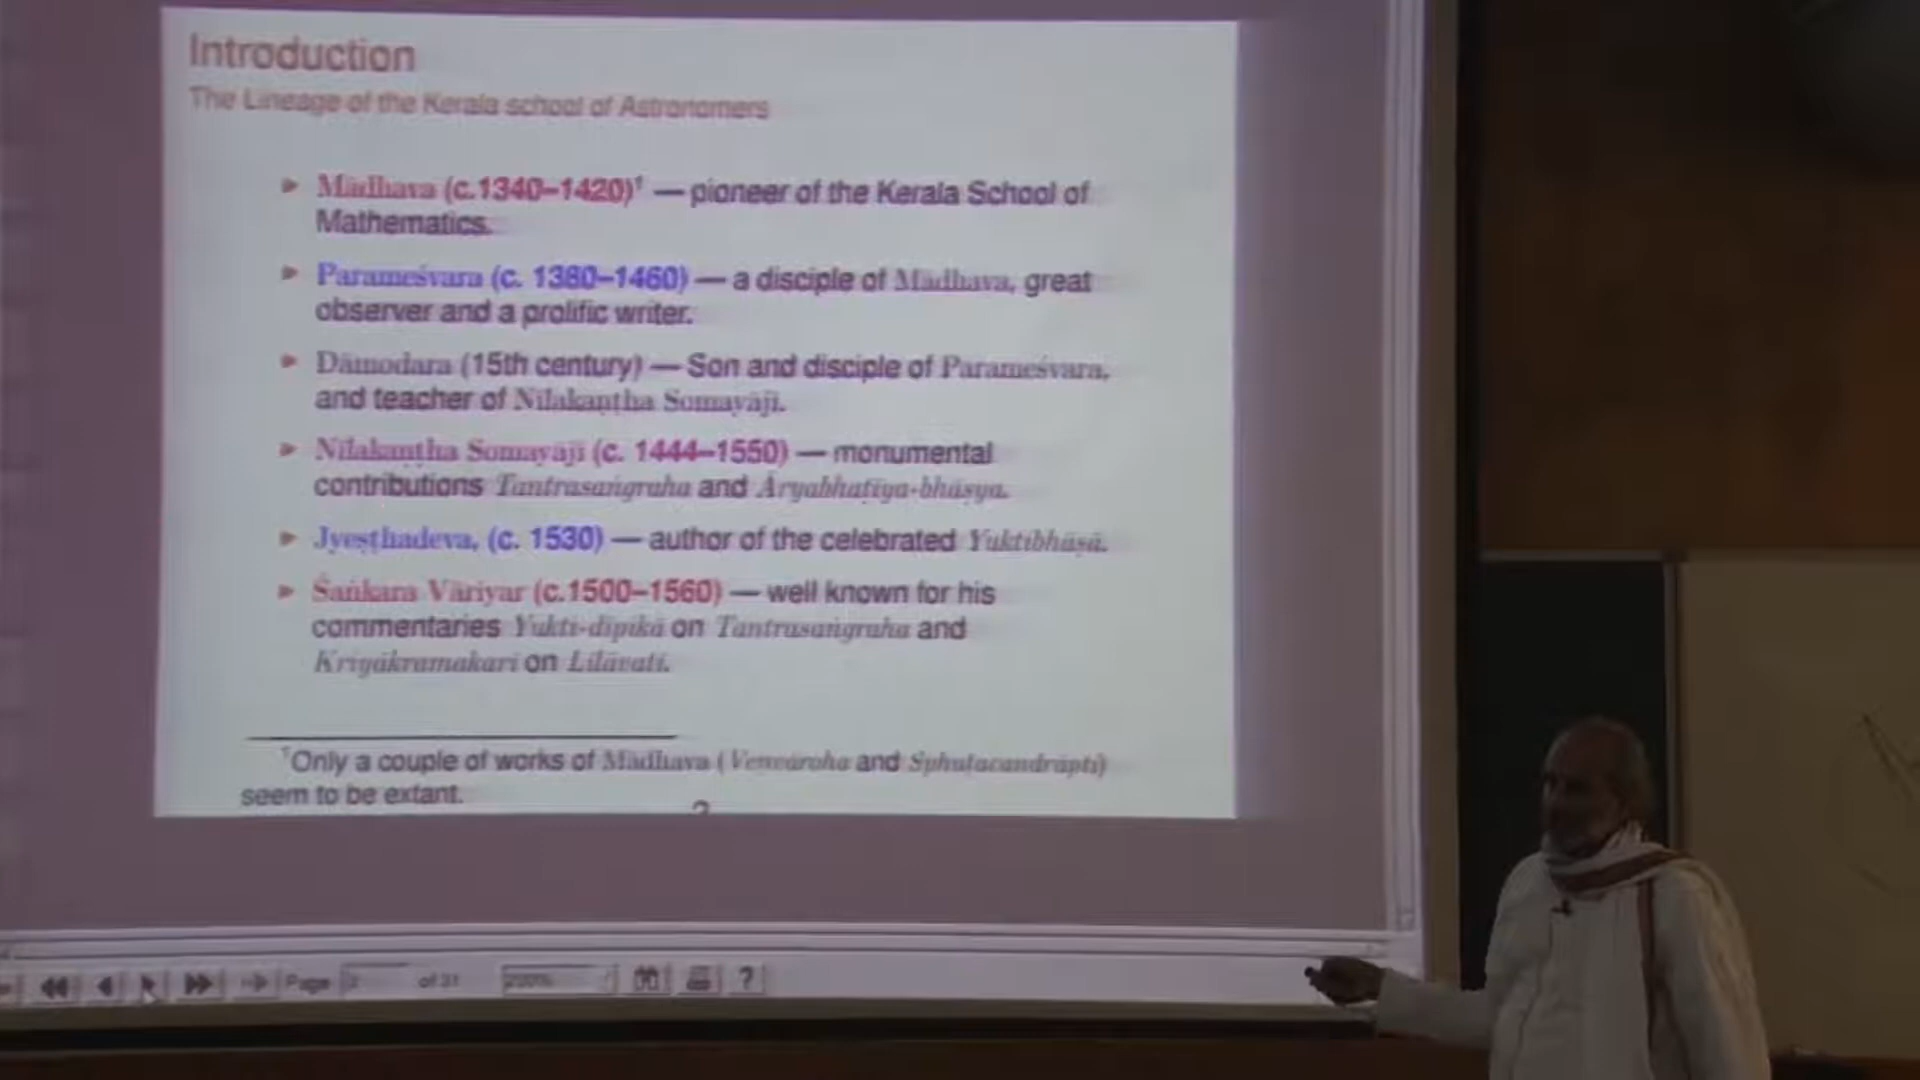 Introduction
The Lineage of the Kerala school of Astronomers
Mādhava (c.1340–1420)¹ — pioneer of the Kerala School of
Mathematics.
Parameśvara (c. 1380–1460) — a disciple of Mādhava, great
observer and a prolific writer.
Dāmodara (15th century) — Son and disciple of Parameśvara,
and teacher of Nīlakaṇṭha Somayājī.
Nīlakaṇṭha Somayājī (c. 1444–1550) — monumental
contributions Tantrasaṅgraha and Āryabhaṭīya-bhāṣya.
Jyeṣṭhadeva, (c. 1530) — author of the celebrated Yuktibhāṣā.
Śaṅkara Vāriyar (c.1500–1560) — well known for his
commentaries Yukti-dīpikā on Tantrasaṅgraha and
Kriyākramakarī on Līlāvatī.
¹Only a couple of works of Mādhava (Veṇvāroha and Sphuṭacandrāpti)
seem to be extant.
Page 2 of 31 200% ?